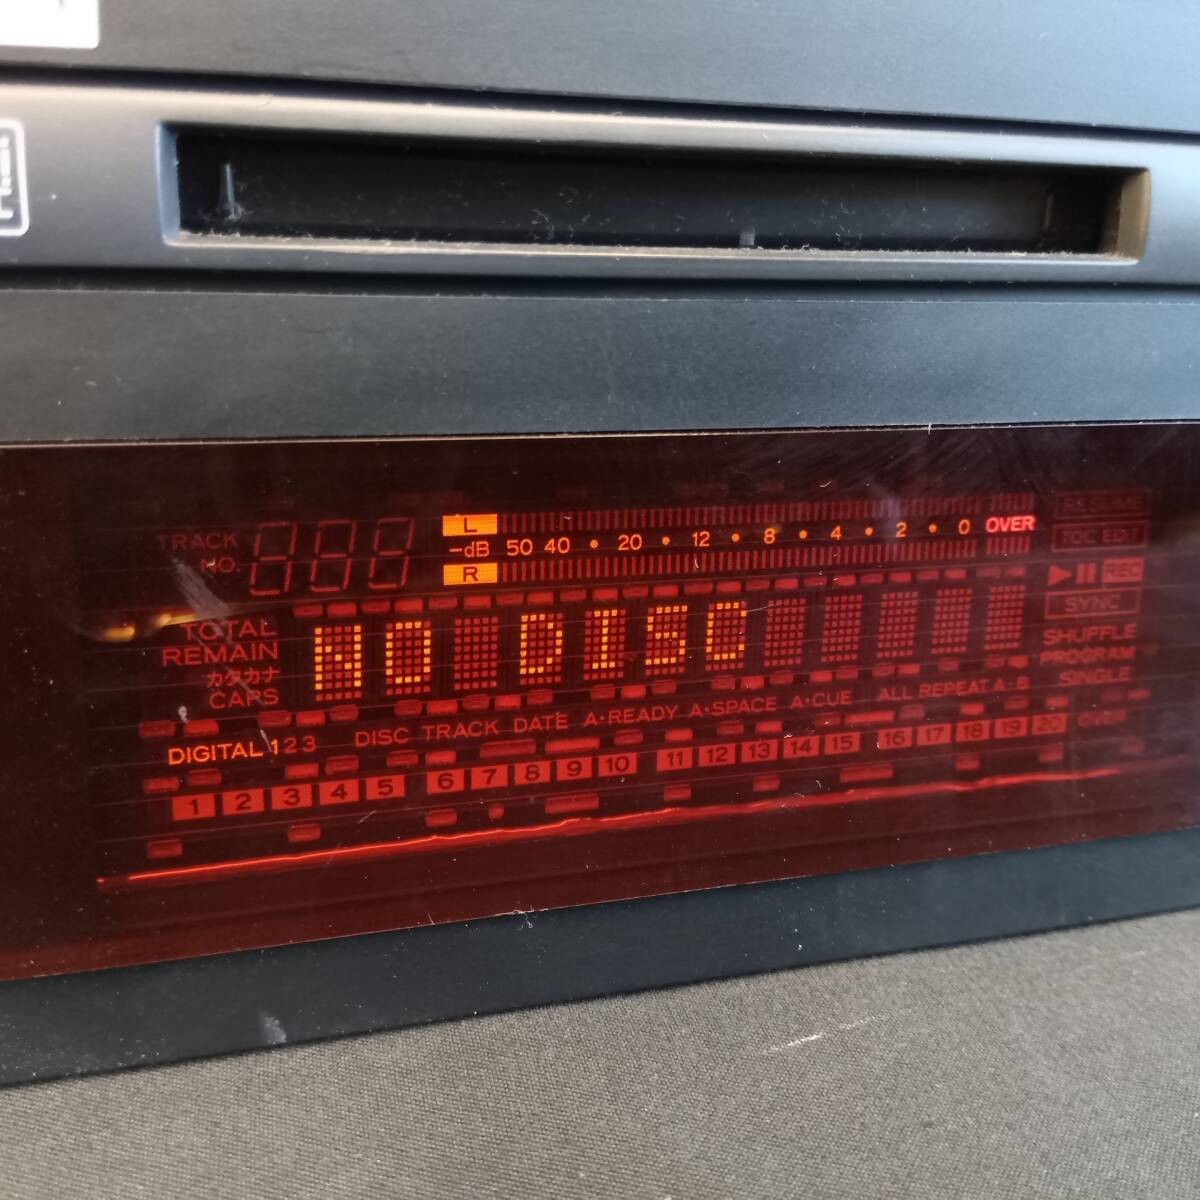 L
-dB 50 40 • 20 • 12 • 8 • 4 • 2 • 0 OVER
R
TRACK
NO.
RESUME
TOC EDIT
REC
SYNC
NO DISC
TOTAL
REMAIN
カタカナ
CAPS
SHUFFLE
PROGRAM
SINGLE
DIGITAL 123 DISC TRACK DATE A·READY A·SPACE A·CUE ALL REPEAT A-B
1 2 3 4 5 6 7 8 9 10 11 12 13 14 15 16 17 18 19 20 OVER